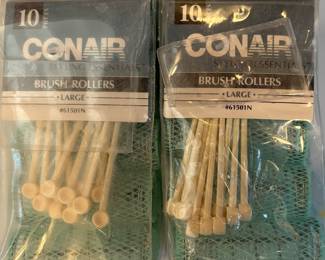 10
CONAIR
BRUSH ROLLERS
• LARGE •
#61501N
10
CONAIR
BRUSH ROLLERS
• LARGE •
#61501N